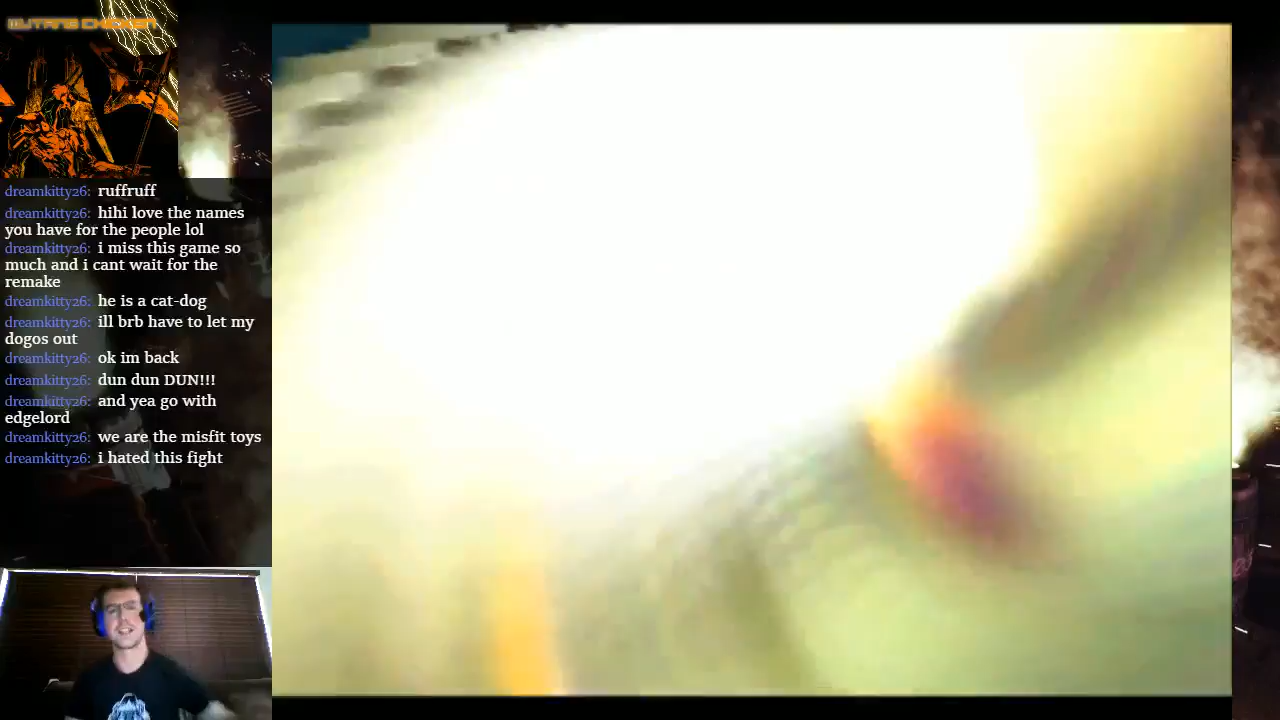 WUTANG CHICKEN
dreamkitty26: ruffruff
dreamkitty26: hihi love the names
you have for the people lol
dreamkitty26: i miss this game so
much and i cant wait for the
remake
dreamkitty26: he is a cat-dog
dreamkitty26: ill brb have to let my
dogos out
dreamkitty26: ok im back
dreamkitty26: dun dun DUN!!!
dreamkitty26: and yea go with
edgelord
dreamkitty26: we are the misfit toys
dreamkitty26: i hated this fight